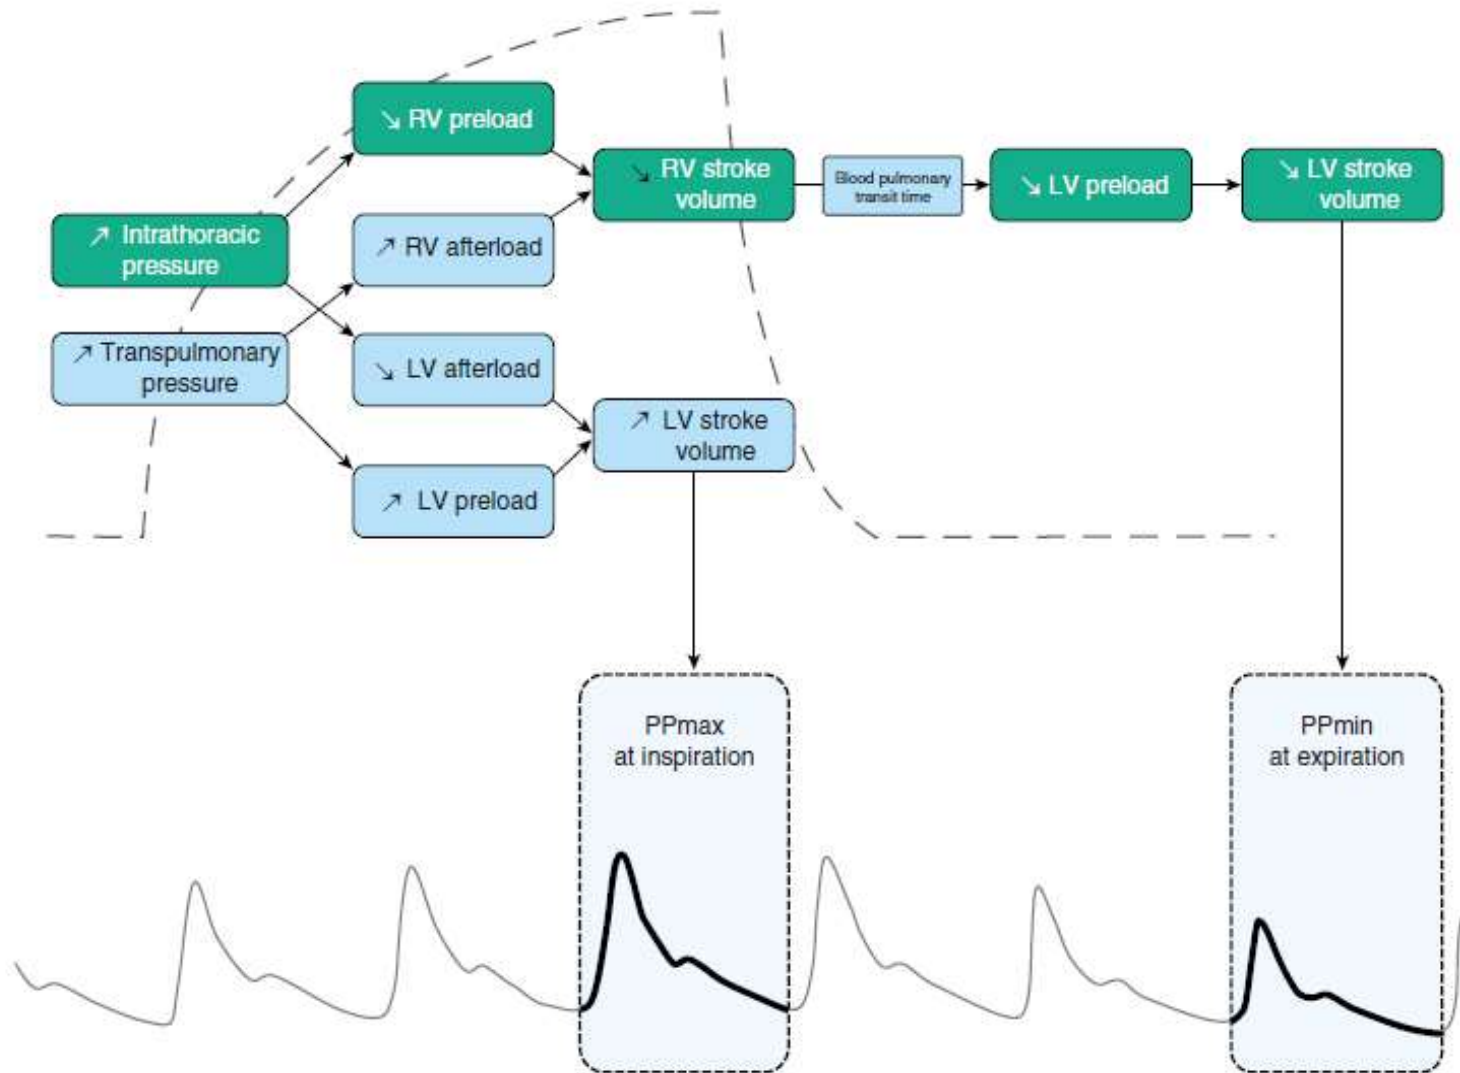 ↘ RV preload
↗ Intrathoracic
pressure
↗ RV afterload
↗ Transpulmonary
pressure
↘ LV afterload
↗ LV preload
↘ RV stroke
volume
↗ LV stroke
volume
Blood pulmonary
transit time
↘ LV preload
↘ LV stroke
volume
PPmax
at inspiration
PPmin
at expiration